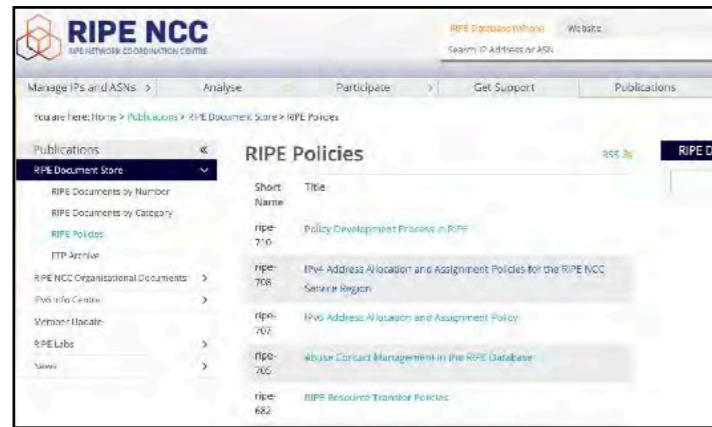 RIPE NCC
RIPE NETWORK COORDINATION CENTRE
RIPE Database (Whois) Website
Search IP Address or ASN
Manage IPs and ASNs > Analyse Participate > Get Support Publications
You are here: Home > Publications > RIPE Document Store > RIPE Policies
Publications «
RIPE Document Store
RIPE Documents by Number
RIPE Documents by Category
RIPE Policies
FTP Archive
RIPE NCC Organisational Documents >
IPv6 Info Centre >
Member Update
RIPE Labs >
News >
RIPE Policies
RSS
Short Title
Name
ripe-
710
Policy Development Process in RIPE
ripe-
708
IPv4 Address Allocation and Assignment Policies for the RIPE NCC
Service Region
ripe-
707
IPv6 Address Allocation and Assignment Policy
ripe-
705
Abuse Contact Management in the RIPE Database
ripe-
682
RIPE Resource Transfer Policies
RIPE D